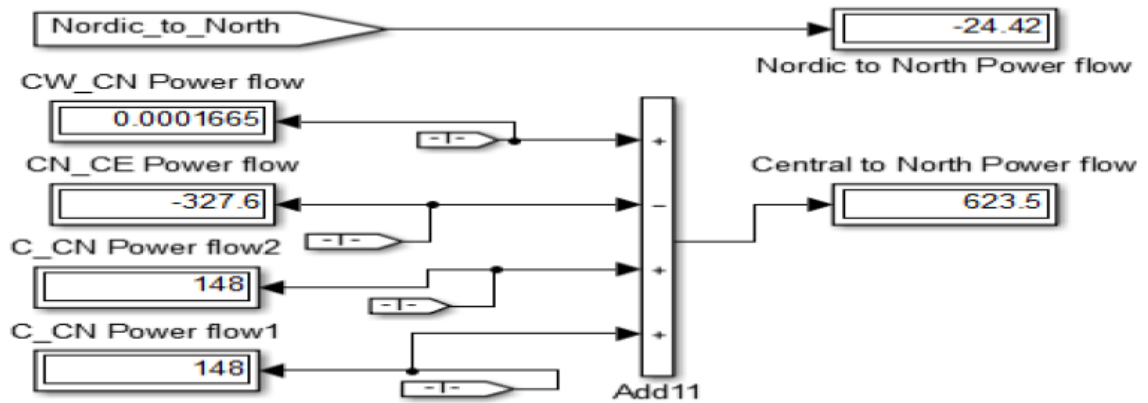 Nordic_to_North
-24.42
Nordic to North Power flow
CW_CN Power flow
0.0001665
-|-
+
CN_CE Power flow
Central to North Power flow
-327.6
−
623.5
-|-
C_CN Power flow2
148
+
-|-
C_CN Power flow1
+
148
-|-
Add11